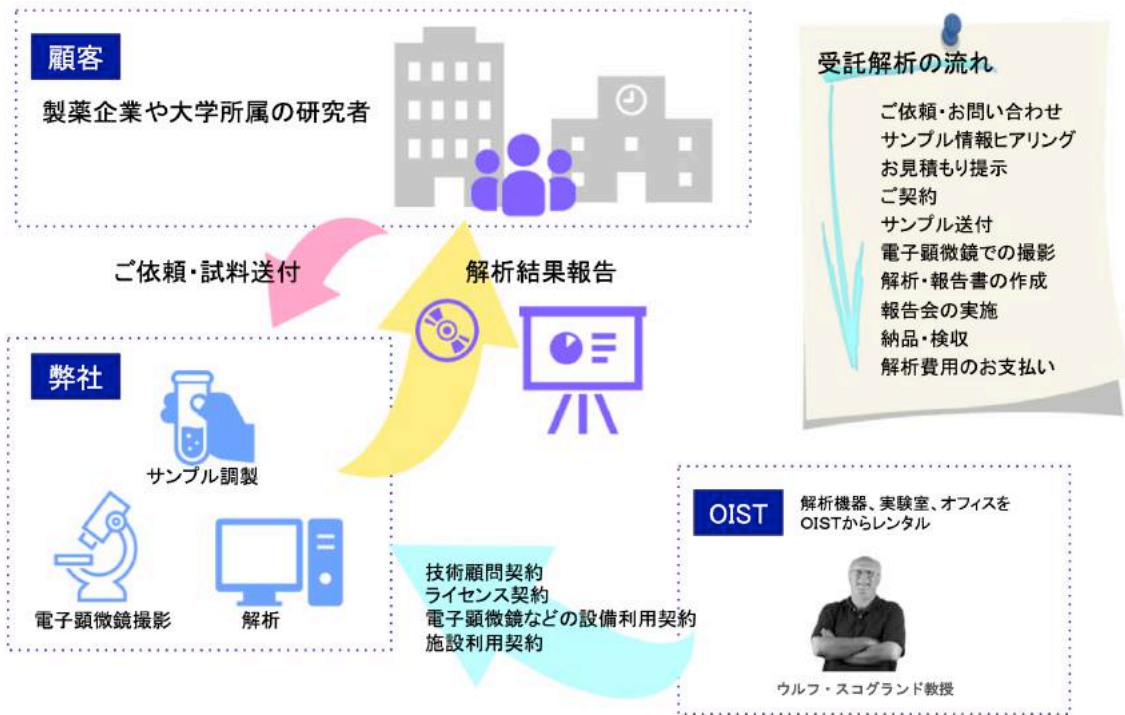 顧客
製薬企業や大学所属の研究者
ご依頼・試料送付
解析結果報告
弊社
サンプル調製
電子顕微鏡撮影
解析
技術顧問契約
ライセンス契約
電子顕微鏡などの設備利用契約
施設利用契約
OIST
解析機器、実験室、オフィスを
OISTからレンタル
ウルフ・スコグランド教授
受託解析の流れ
ご依頼・お問い合わせ
サンプル情報ヒアリング
お見積もり提示
ご契約
サンプル送付
電子顕微鏡での撮影
解析・報告書の作成
報告会の実施
納品・検収
解析費用のお支払い